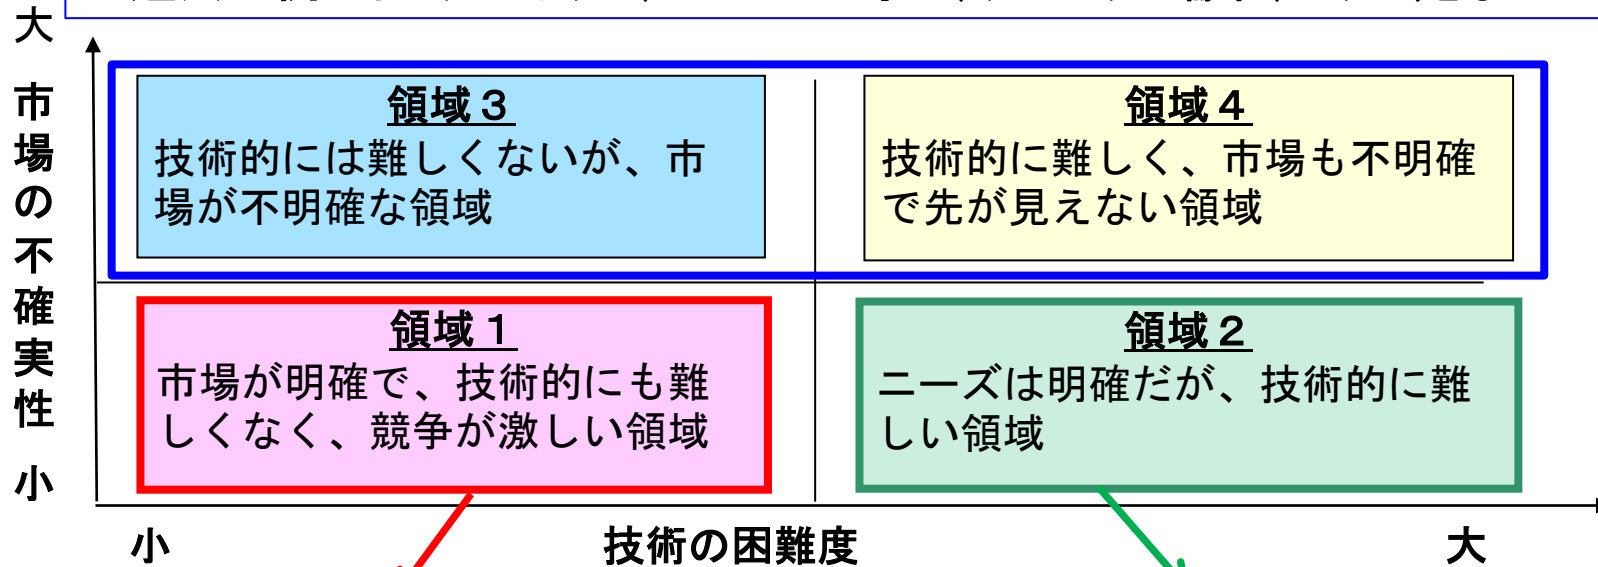 大
市場の不確実性
小
領域３
技術的には難しくないが、市
場が不明確な領域
領域４
技術的に難しく、市場も不明確
で先が見えない領域
領域１
市場が明確で、技術的にも難
しくなく、競争が激しい領域
領域２
ニーズは明確だが、技術的に難
しい領域
小
技術の困難度
大